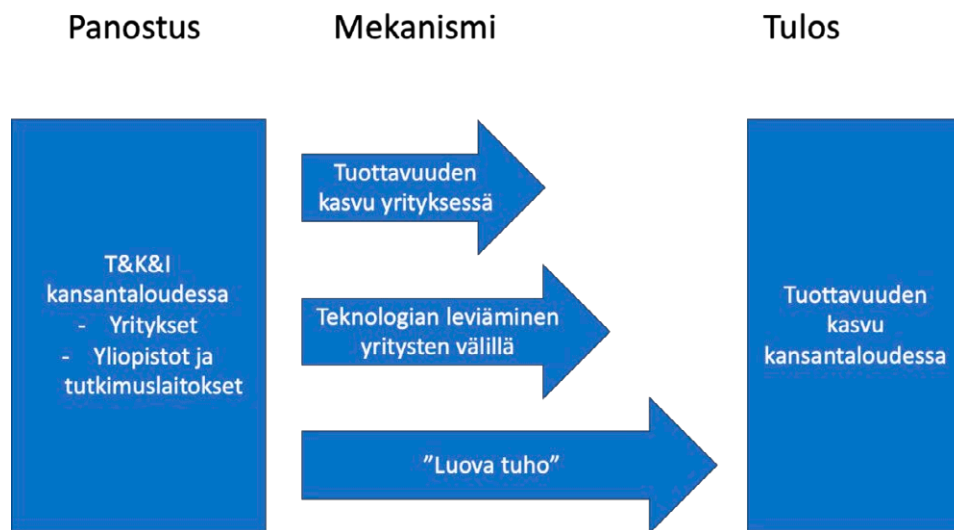 Panostus
Mekanismi
Tulos
T&K&I
kansantaloudessa
- Yritykset
- Yliopistot ja
tutkimuslaitokset
Tuottavuuden
kasvu yrityksessä
Teknologian leviäminen
yritysten välillä
”Luova tuho”
Tuottavuuden
kasvu
kansantaloudessa